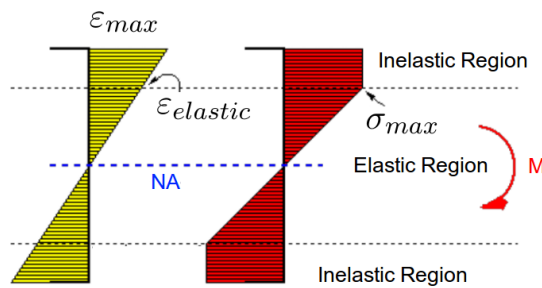 ε_max
Inelastic Region
ε_elastic
σ_max
Elastic Region
M
NA
Inelastic Region